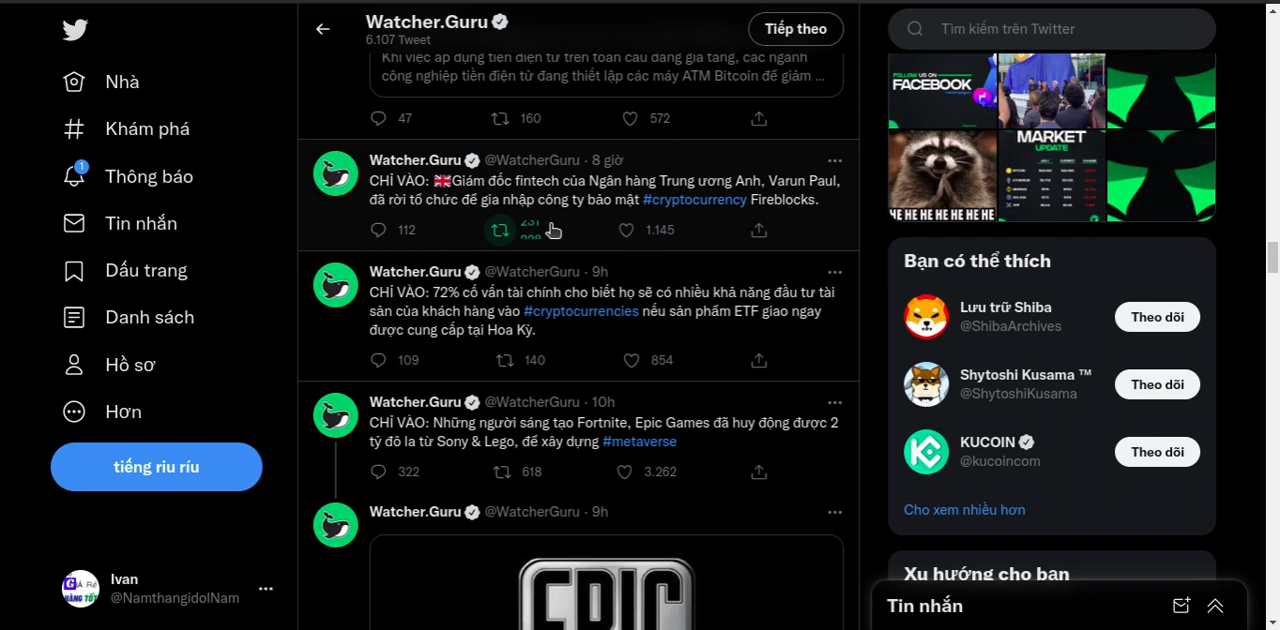 Nhà
Khám phá
1
Thông báo
Tin nhắn
Dấu trang
Danh sách
Hồ sơ
Hơn
tiếng riu ríu
Ivan
@NamthangidolNam
Watcher.Guru
6.107 Tweet
Tiếp theo
Khi việc áp dụng tiền điện tử trên toàn cầu đang gia tăng, các ngành
công nghiệp tiền điện tử đang thiết lập các máy ATM Bitcoin để giảm ...
47 160 572
Watcher.Guru @WatcherGuru · 8 giờ
CHỈ VÀO: 🇬🇧Giám đốc fintech của Ngân hàng Trung ương Anh, Varun Paul,
đã rời tổ chức để gia nhập công ty bảo mật #cryptocurrency Fireblocks.
112 1.145
Watcher.Guru @WatcherGuru · 9h
CHỈ VÀO: 72% cố vấn tài chính cho biết họ sẽ có nhiều khả năng đầu tư tài
sản của khách hàng vào #cryptocurrencies nếu sản phẩm ETF giao ngay
được cung cấp tại Hoa Kỳ.
109 140 854
Watcher.Guru @WatcherGuru · 10h
CHỈ VÀO: Những người sáng tạo Fortnite, Epic Games đã huy động được 2
tỷ đô la từ Sony & Lego, để xây dựng #metaverse
322 618 3.262
Watcher.Guru @WatcherGuru · 9h
EPIC
Tìm kiếm trên Twitter
FOLLOW US ON
FACEBOOK
HE HE HE HE HE HE HE
MARKET
UPDATE
Bạn có thể thích
Lưu trữ Shiba
@ShibaArchives
Theo dõi
Shytoshi Kusama ™
@ShytoshiKusama
Theo dõi
KUCOIN
@kucoincom
Theo dõi
Cho xem nhiều hơn
Xu hướng cho bạn
Tin nhắn